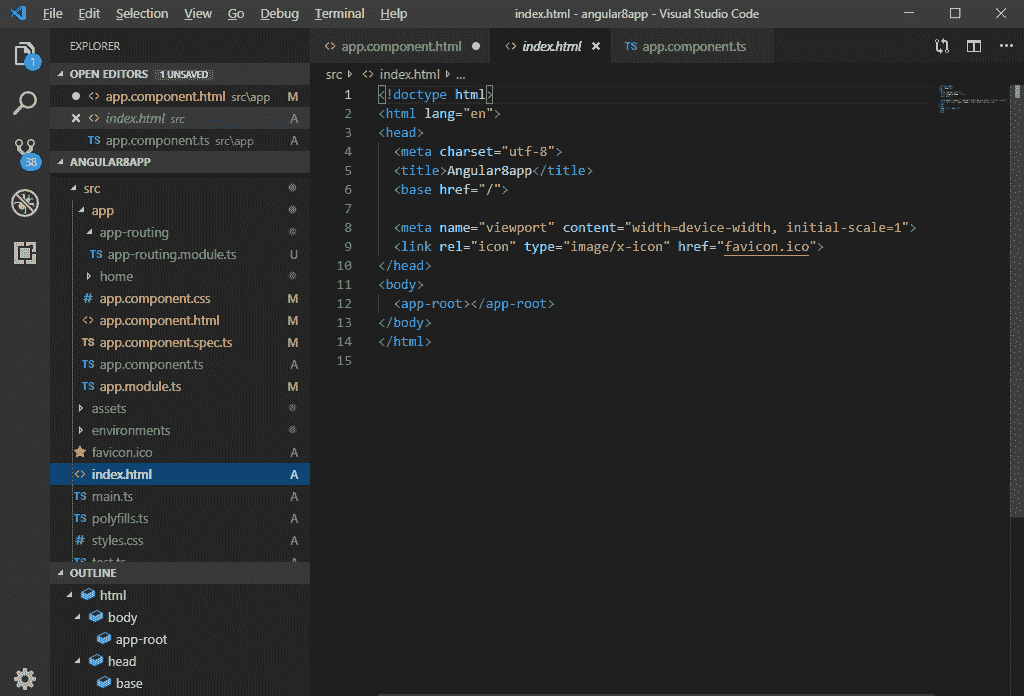 File Edit Selection View Go Debug Terminal Help index.html - angular8app - Visual Studio Code
EXPLORER
OPEN EDITORS 1 UNSAVED
app.component.html src\app M
index.html src A
TS app.component.ts src\app A
ANGULAR8APP
src
app
app-routing
TS app-routing.module.ts U
home
# app.component.css M
<> app.component.html M
TS app.component.spec.ts M
TS app.component.ts A
TS app.module.ts M
assets
environments
favicon.ico A
<> index.html A
TS main.ts A
TS polyfills.ts A
# styles.css A
TS test.ts A
OUTLINE
html
body
app-root
head
base
1
38
<> app.component.html <> index.html TS app.component.ts
src <> index.html ...
1 <!doctype html>
2 <html lang="en">
3 <head>
4 <meta charset="utf-8">
5 <title>Angular8app</title>
6 <base href="/">
7
8 <meta name="viewport" content="width=device-width, initial-scale=1">
9 <link rel="icon" type="image/x-icon" href="favicon.ico">
10 </head>
11 <body>
12 <app-root></app-root>
13 </body>
14 </html>
15